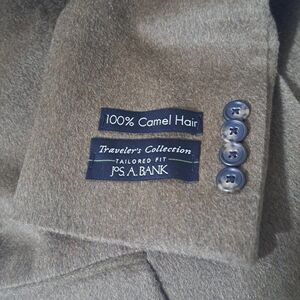 100% Camel Hair
Traveler's Collection
TAILORED FIT
JOS. A. BANK